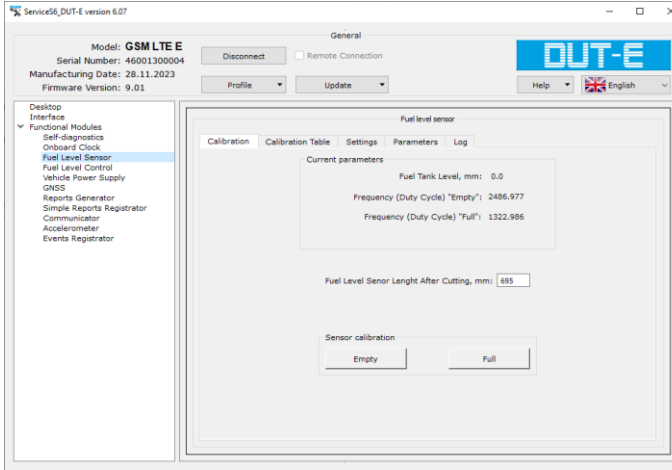 ServiceS6_DUT-E version 6.07
General
Model: GSM LTE E
Serial Number: 46001300004
Manufacturing Date: 28.11.2023
Firmware Version: 9.01
Disconnect
Remote Connection
Profile
Update
DUT-E
Help
English
Desktop
Interface
Functional Modules
Self-diagnostics
Onboard Clock
Fuel Level Sensor
Fuel Level Control
Vehicle Power Supply
GNSS
Reports Generator
Simple Reports Registrator
Communicator
Accelerometer
Events Registrator
Fuel level sensor
Calibration
Calibration Table
Settings
Parameters
Log
Current parameters
Fuel Tank Level, mm: 0.0
Frequency (Duty Cycle) "Empty": 2486.977
Frequency (Duty Cycle) "Full": 1322.986
Fuel Level Senor Lenght After Cutting, mm: 695
Sensor calibration
Empty
Full